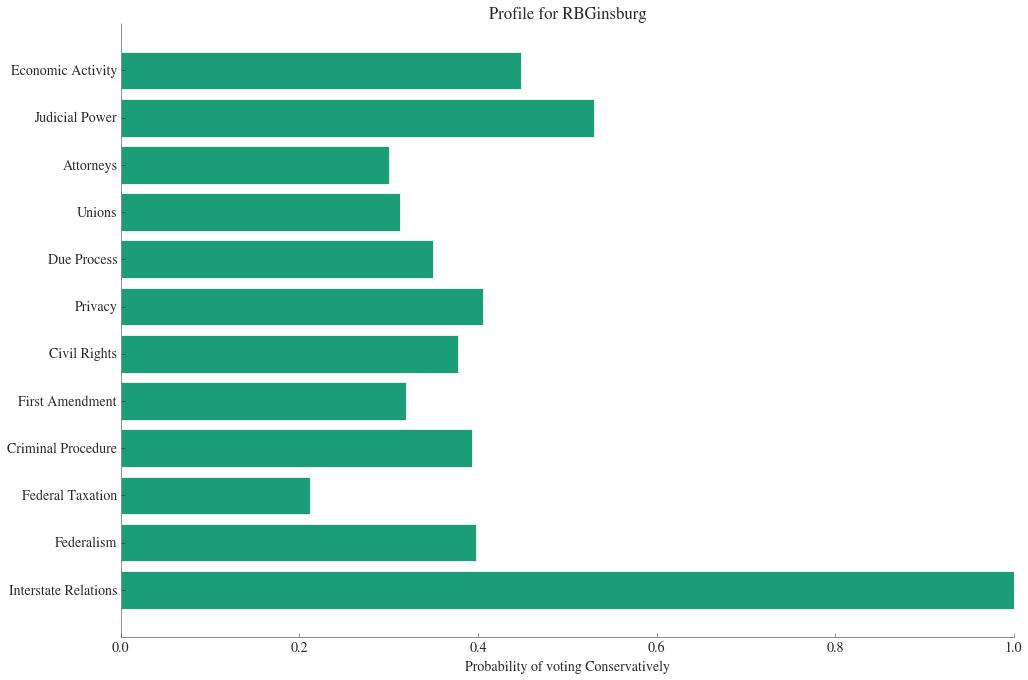 Profile for RBGinsburg
Economic Activity
Judicial Power
Attorneys
Unions
Due Process
Privacy
Civil Rights
First Amendment
Criminal Procedure
Federal Taxation
Federalism
Interstate Relations
0.0 0.2 0.4 0.6 0.8 1.0
Probability of voting Conservatively